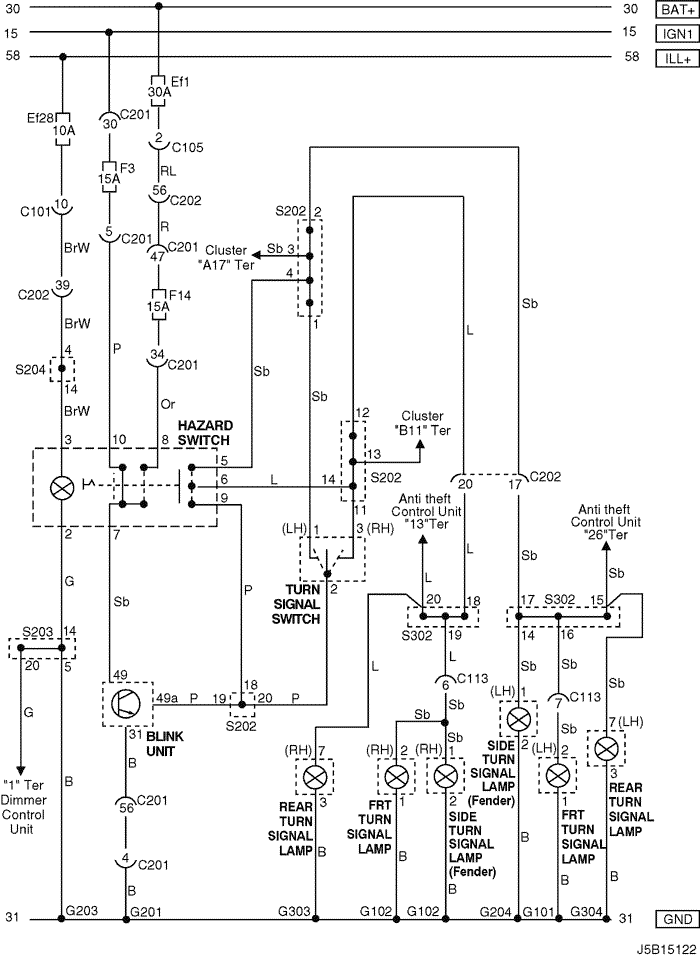 30 30 BAT+
15 15 IGN1
58 58 ILL+
Ef1
30A
Ef28
10A
C201
30
2
C105
F3
15A
RL
56
C202
10
C101
5
C201
R
C201
47
S202 2
Cluster
"A17" Ter
Sb 3
4
1
BrW
39
C202
F14
15A
Sb
BrW
34
C201
P
L
4
S204
14
Sb
Sb
BrW
Or
12
Cluster
"B11" Ter
HAZARD
SWITCH
3 10 8
5
6
9
L
13
14
S202
11
20 17 C202
Anti theft
Control Unit
"13"Ter
Anti theft
Control Unit
"26"Ter
2 7
(LH) 1 3 (RH)
2
TURN
SIGNAL
SWITCH
G
Sb
P
L
L
Sb
Sb
20 18
S302 19
17 S302 15
14 16
S203 14
20 5
49
49a P 19 18 20 P
S202
31
BLINK
UNIT
G
L
L
C113
6
Sb
Sb
Sb
Sb
C113
7
Sb
Sb
(LH) 1
2
SIDE
TURN
SIGNAL
LAMP
(Fender)
7 (LH)
3
REAR
TURN
SIGNAL
LAMP
(LH) 2
1
FRT
TURN
SIGNAL
LAMP
(RH) 7
3
REAR
TURN
SIGNAL
LAMP
(RH) 2
1
FRT
TURN
SIGNAL
LAMP
(RH) 1
2
SIDE
TURN
SIGNAL
LAMP
(Fender)
"1" Ter
Dimmer
Control
Unit
B
B
56
C201
4
C201
B
B
B
B
B
B
B
31 G203 G201 G303 G102 G102 G204 G101 G304 31 GND
J5B15122